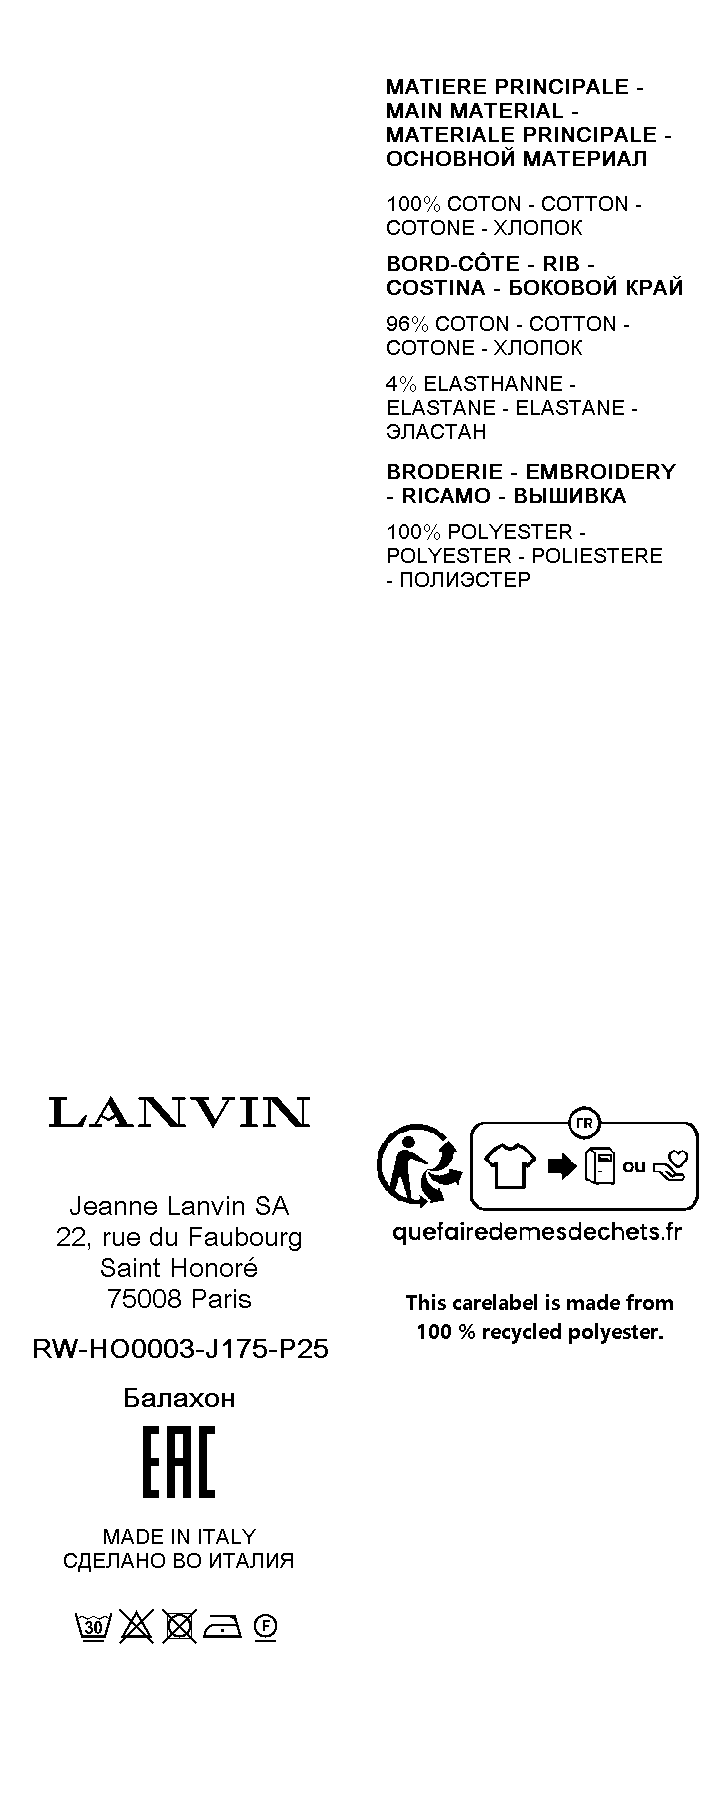 MATIERE PRINCIPALE -
MAIN MATERIAL -
MATERIALE PRINCIPALE -
ОСНОВНОЙ МАТЕРИАЛ
100% COTON - COTTON -
COTONE - ХЛОПОК
BORD-CÔTE - RIB -
COSTINA - БОКОВОЙ КРАЙ
96% COTON - COTTON -
COTONE - ХЛОПОК
4% ELASTHANNE -
ELASTANE - ELASTANE -
ЭЛАСТАН
BRODERIE - EMBROIDERY
- RICAMO - ВЫШИВКА
100% POLYESTER -
POLYESTER - POLIESTERE
- ПОЛИЭСТЕР
LANVIN
Jeanne Lanvin SA
22, rue du Faubourg
Saint Honoré
75008 Paris
RW-HO0003-J175-P25
Балахон
EAC
MADE IN ITALY
СДЕЛАНО ВО ИТАЛИЯ
30
F
FR
ou
quefairedemesdechets.fr
This carelabel is made from
100 % recycled polyester.